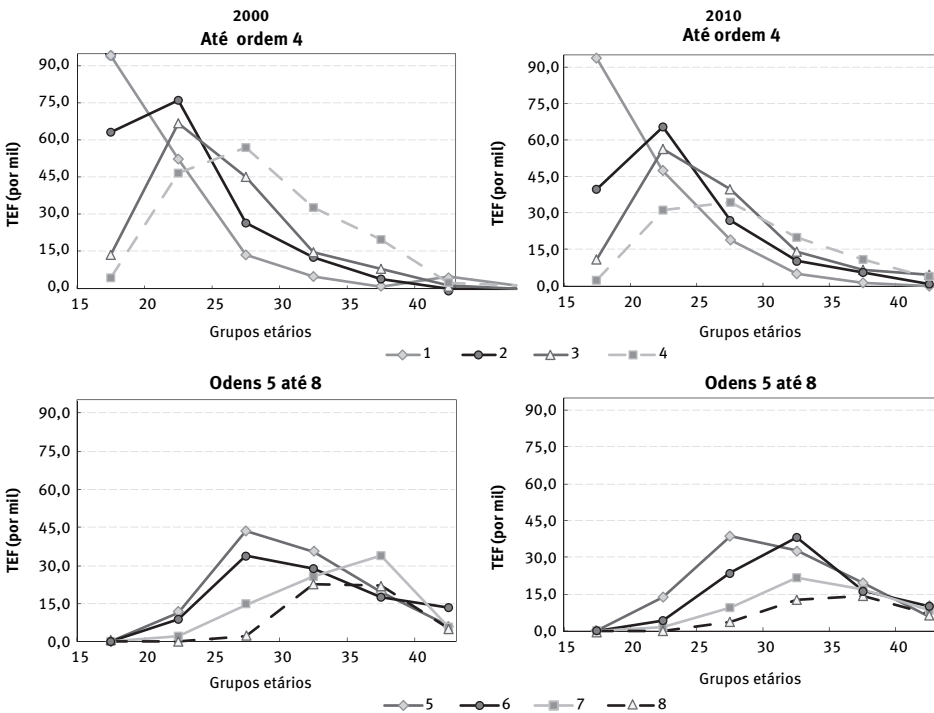 2000
Até ordem 4
90,0
75,0
60,0
45,0
30,0
15,0
0,0
TEF (por mil)
15 20 25 30 35 40
Grupos etários
2010
Até ordem 4
90,0
75,0
60,0
45,0
30,0
15,0
0,0
TEF (por mil)
15 20 25 30 35 40
Grupos etários
1 2 3 4
Odens 5 até 8
90,0
75,0
60,0
45,0
30,0
15,0
0,0
TEF (por mil)
15 20 25 30 35 40
Grupos etários
Odens 5 até 8
90,0
75,0
60,0
45,0
30,0
15,0
0,0
TEF (por mil)
15 20 25 30 35 40
Grupos etários
5 6 7 8